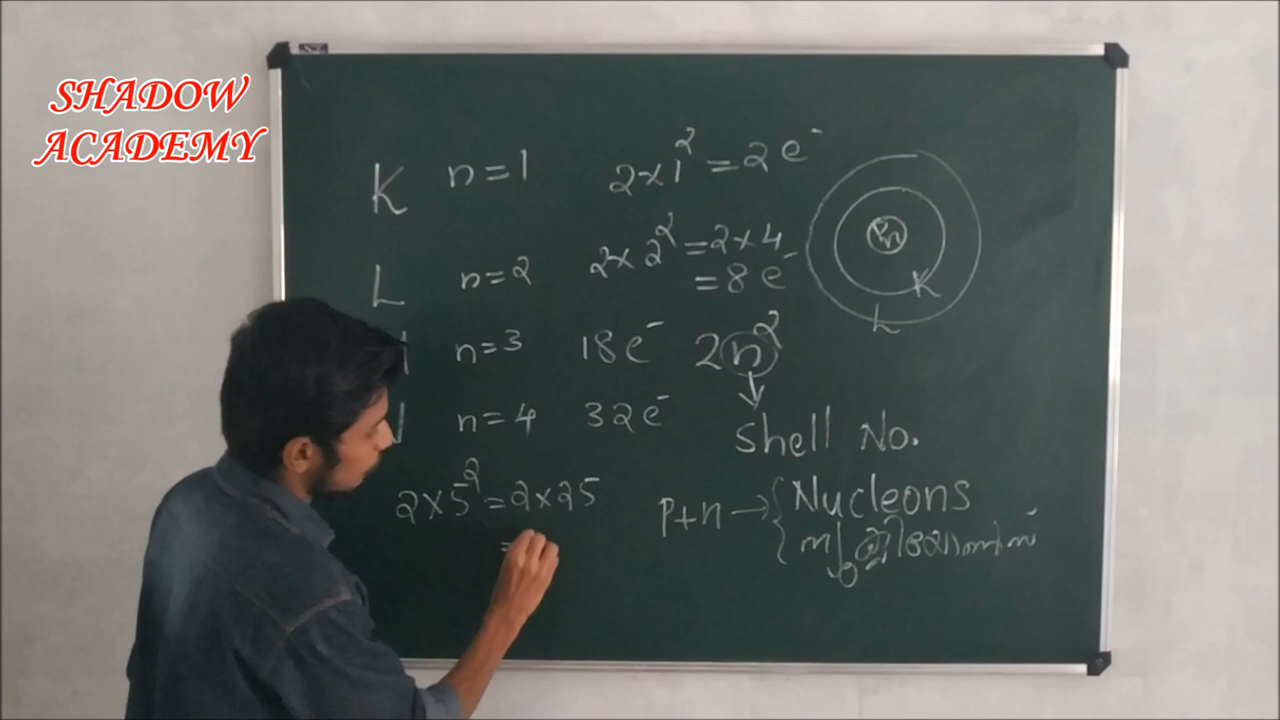 SHADOW
ACADEMY
K n=1 2×1²=2e⁻
L n=2 2×2²=2×4
=8e⁻
n=3 18e⁻ 2n²
n=4 32e⁻
Shell No.
2×5²=2×25
=
P+n→{Nucleons
Pn
K
L